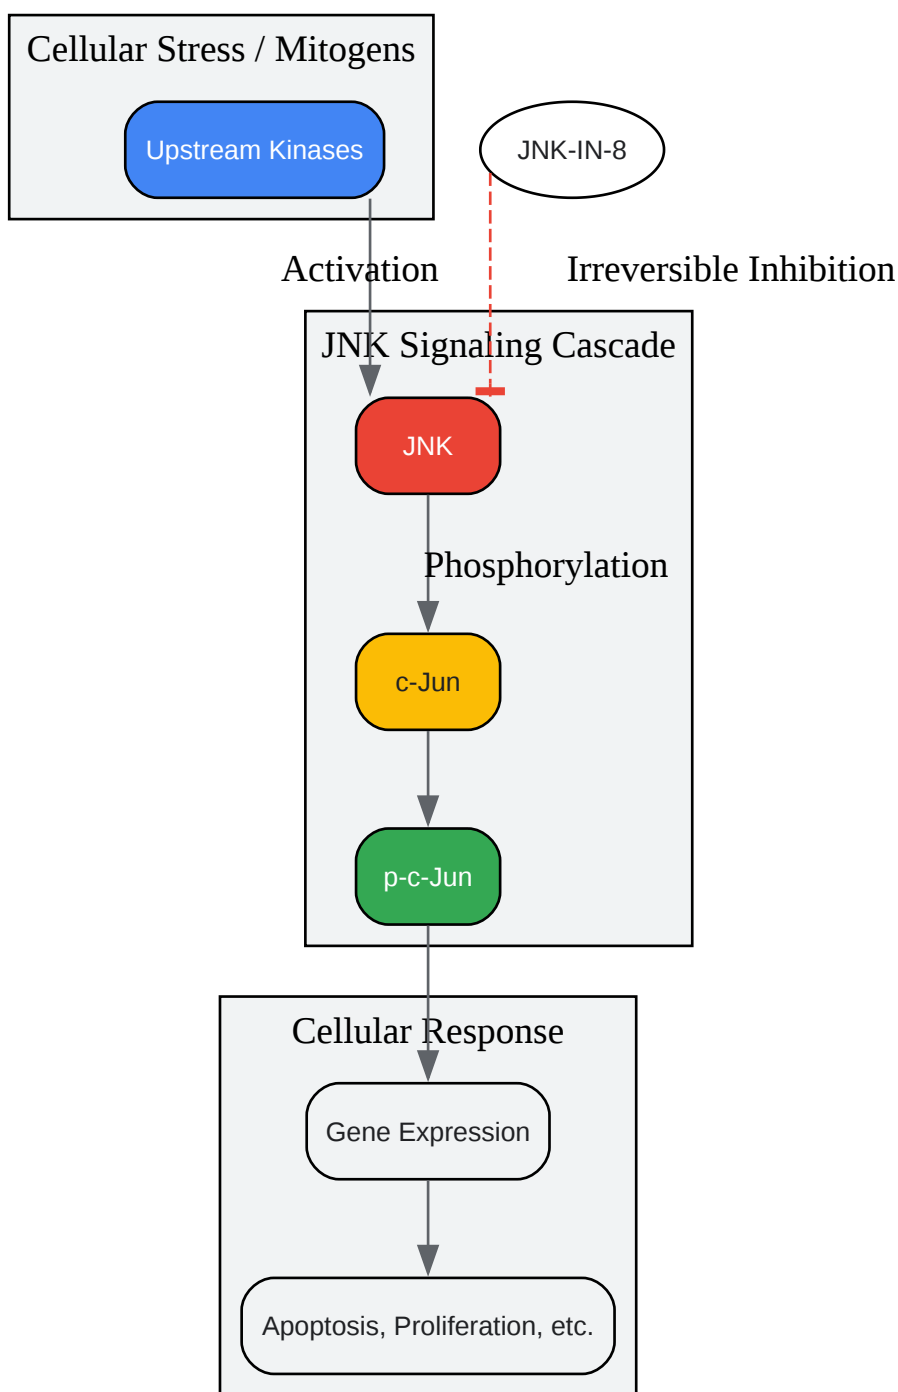 Cellular Stress / Mitogens
Upstream Kinases
JNK-IN-8
Activation
Irreversible Inhibition
JNK Signaling Cascade
JNK
Phosphorylation
c-Jun
p-c-Jun
Cellular Response
Gene Expression
Apoptosis, Proliferation, etc.